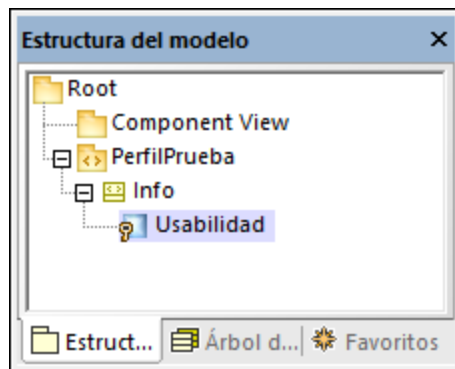 Estructura del modelo
Root
Component View
PerfilPrueba
Info
Usabilidad
Estruct... Árbol d... Favoritos